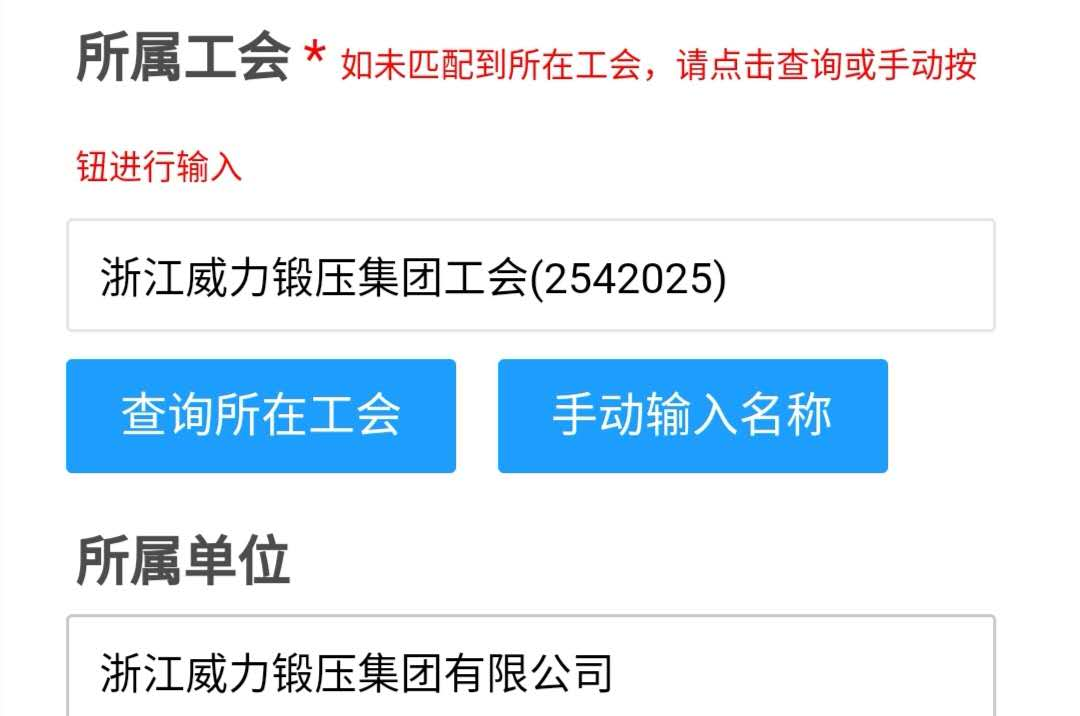 所属工会 * 如未匹配到所在工会，请点击查询或手动按
钮进行输入
浙江威力锻压集团工会(2542025)
查询所在工会 手动输入名称
所属单位
浙江威力锻压集团有限公司